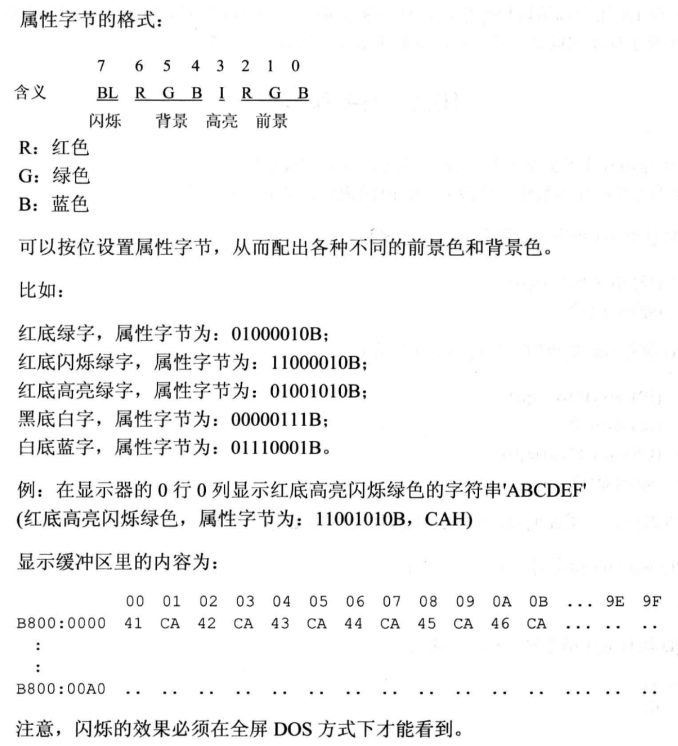 属性字节的格式：
7 6 5 4 3 2 1 0
含义 BL R G B I R G B
闪烁 背景 高亮 前景
R：红色
G：绿色
B：蓝色
可以按位设置属性字节，从而配出各种不同的前景色和背景色。
比如：
红底绿字，属性字节为：01000010B；
红底闪烁绿字，属性字节为：11000010B；
红底高亮绿字，属性字节为：01001010B；
黑底白字，属性字节为：00000111B；
白底蓝字，属性字节为：01110001B。
例：在显示器的 0 行 0 列显示红底高亮闪烁绿色的字符串'ABCDEF'
(红底高亮闪烁绿色，属性字节为：11001010B，CAH)
显示缓冲区里的内容为：
00 01 02 03 04 05 06 07 08 09 0A 0B ... 9E 9F
B800:0000 41 CA 42 CA 43 CA 44 CA 45 CA 46 CA ... .. ..
:
:
B800:00A0 .. .. .. .. .. .. .. .. .. .. .. .. ... .. ..
注意，闪烁的效果必须在全屏 DOS 方式下才能看到。